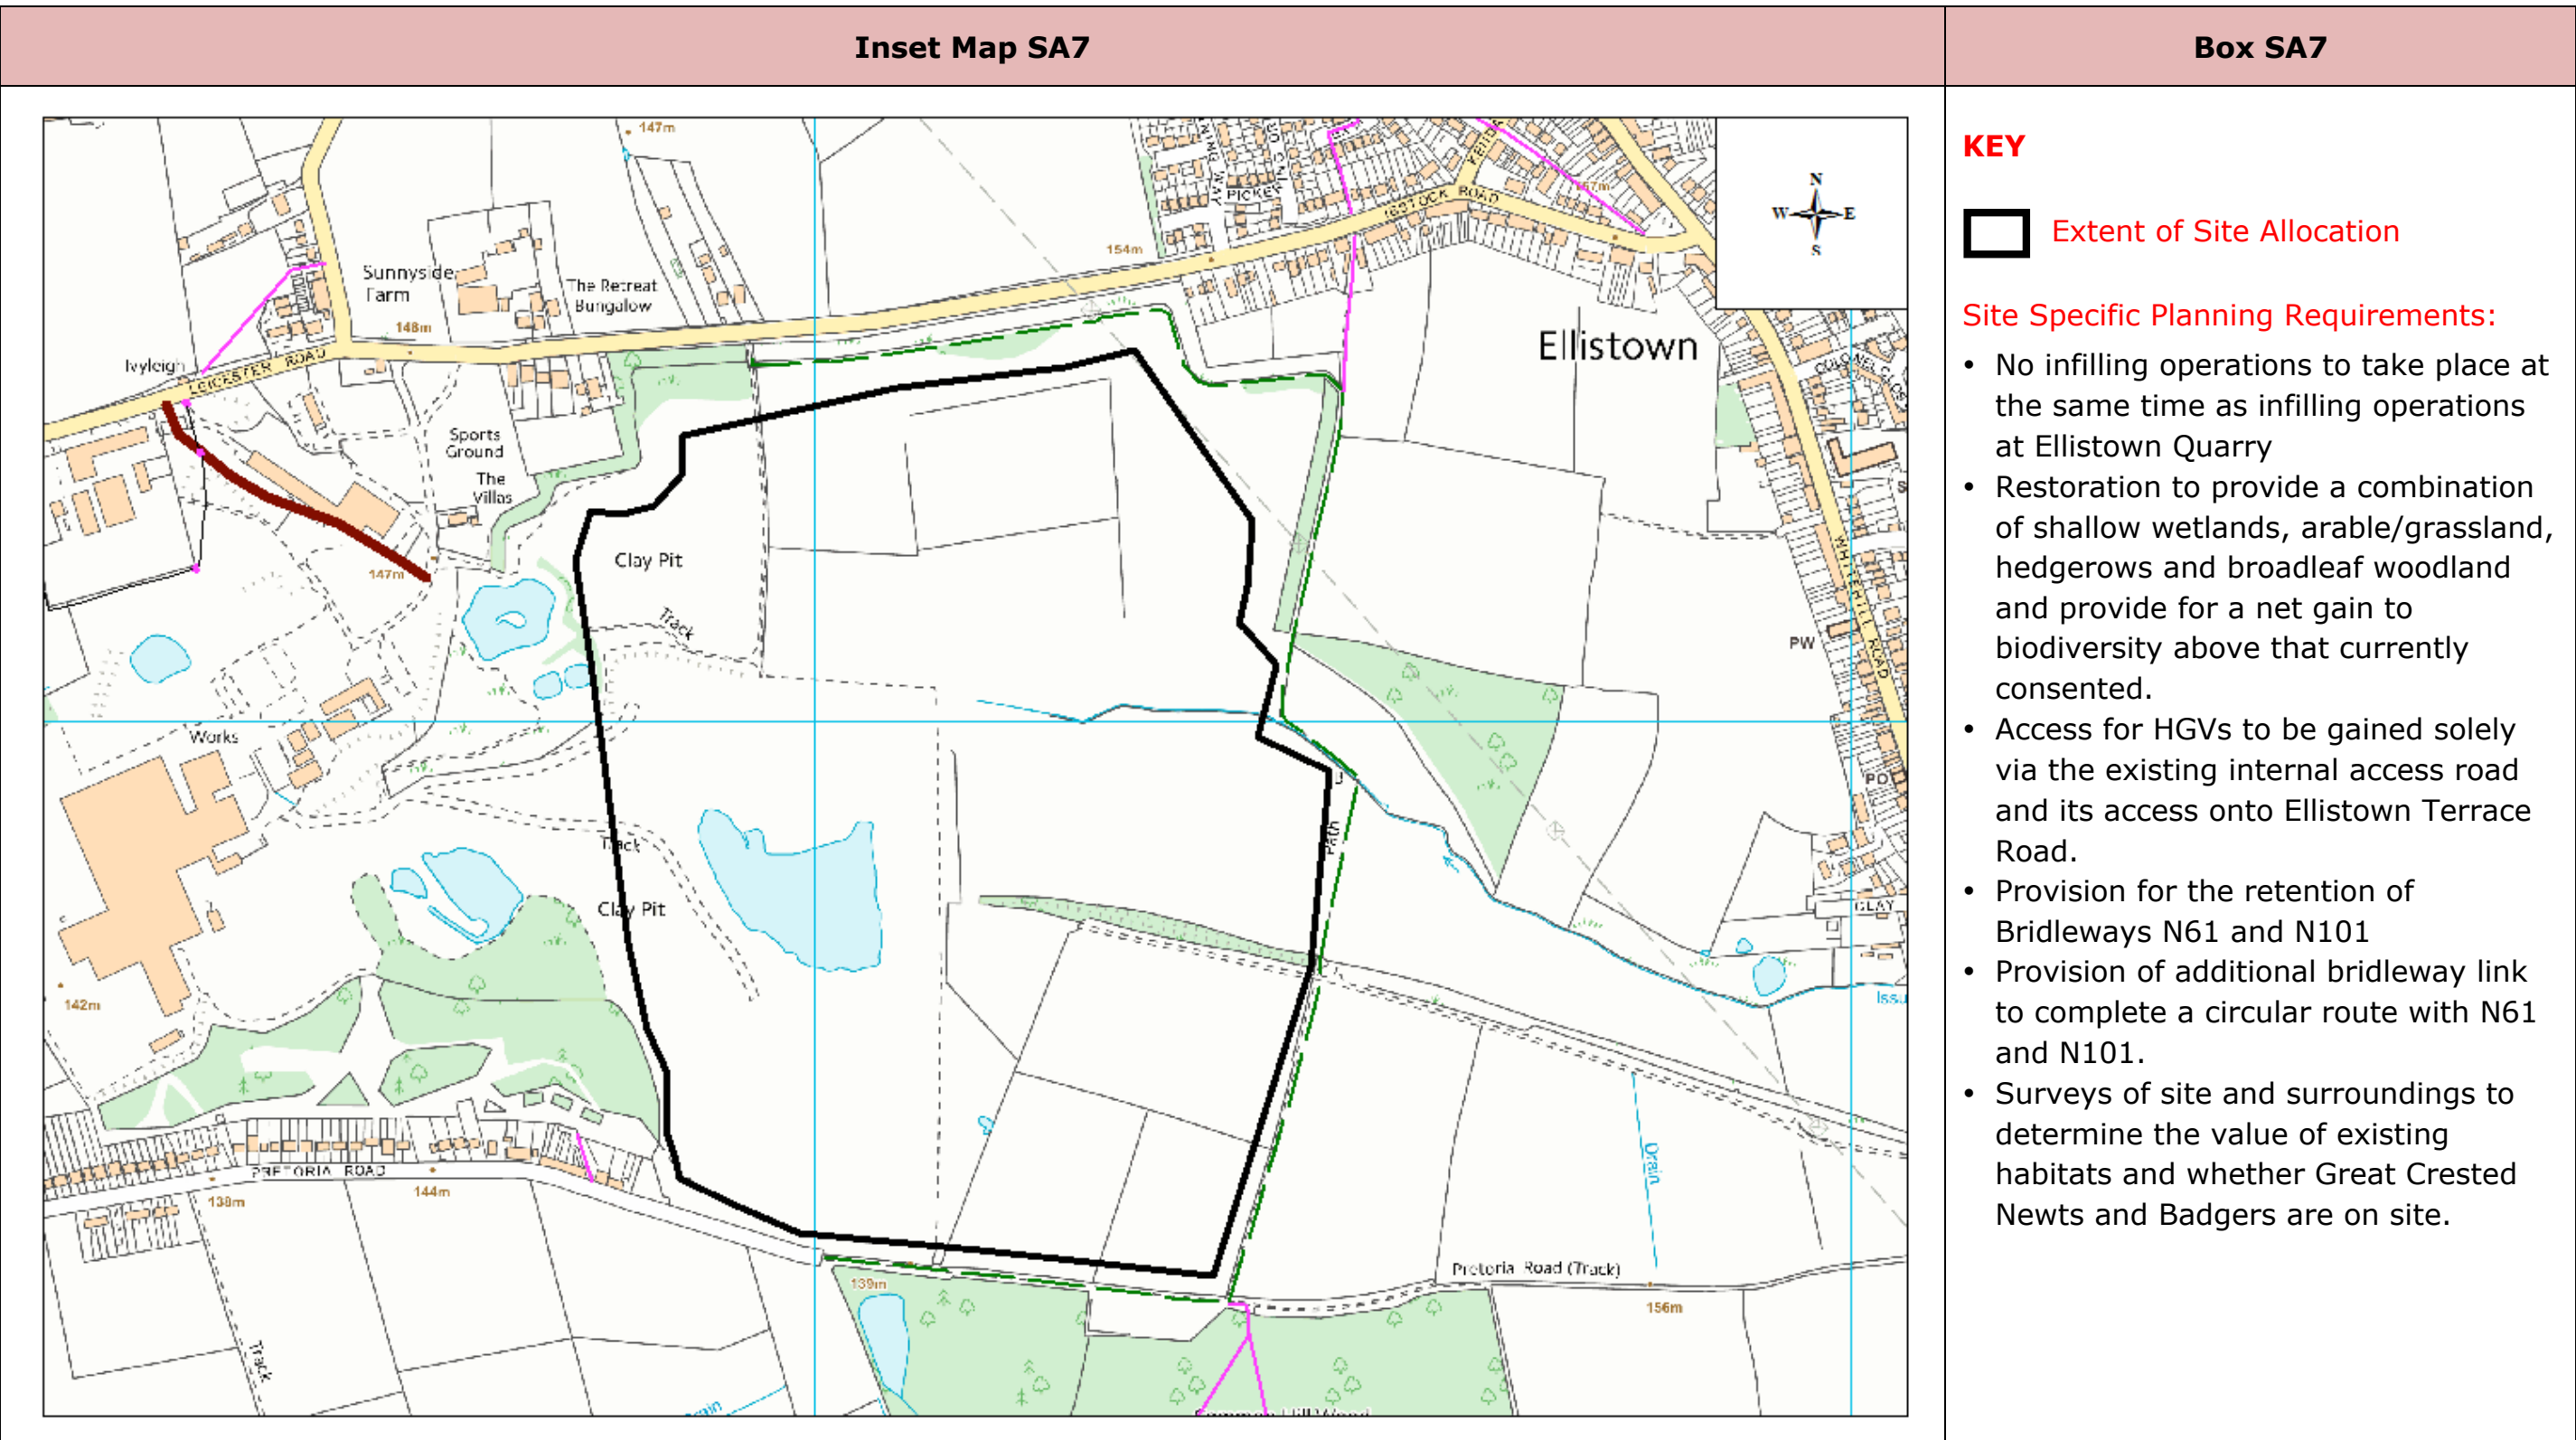 Inset Map SA7
Box SA7
147m
PICKEY
IBSTOCK ROAD
154m
Sunnyside
Farm
The Retreat
Bungalow
148m
Ivyleigh
LEICESTER ROAD
N
W E
S
Ellistown
Sports
Ground
The
Villas
147m
Clay Pit
Track
Works
PW
WHITEHILL ROAD
Track
Path
Clay Pit
142m
Issu
PRETORIA ROAD
138m
144m
139m
Drain
Pretoria Road (Track)
156m
Track
KEY
Extent of Site Allocation
Site Specific Planning Requirements:
• No infilling operations to take place at
the same time as infilling operations
at Ellistown Quarry
• Restoration to provide a combination
of shallow wetlands, arable/grassland,
hedgerows and broadleaf woodland
and provide for a net gain to
biodiversity above that currently
consented.
• Access for HGVs to be gained solely
via the existing internal access road
and its access onto Ellistown Terrace
Road.
• Provision for the retention of
Bridleways N61 and N101
• Provision of additional bridleway link
to complete a circular route with N61
and N101.
• Surveys of site and surroundings to
determine the value of existing
habitats and whether Great Crested
Newts and Badgers are on site.